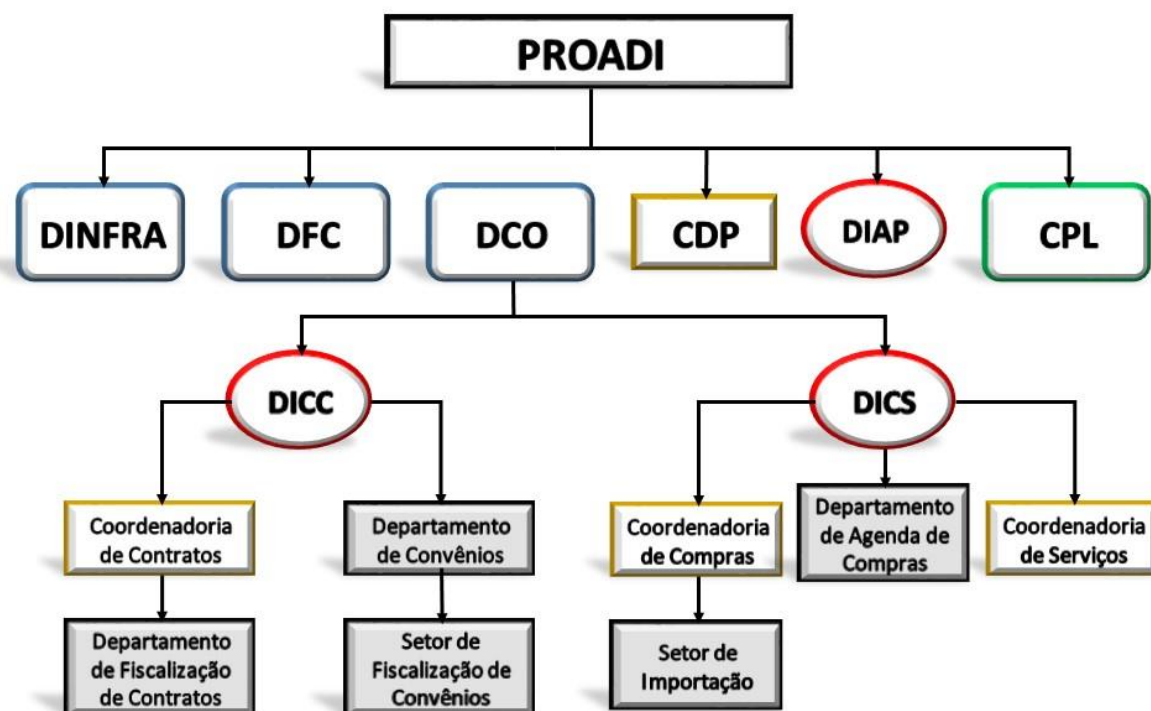 PROADI
DINFRA
DFC
DCO
CDP
DIAP
CPL
DICC
DICS
Coordenadoria
de Contratos
Departamento
de Convênios
Coordenadoria
de Compras
Departamento
de Agenda de
Compras
Coordenadoria
de Serviços
Departamento
de Fiscalização
de Contratos
Setor de
Fiscalização de
Convênios
Setor de
Importação